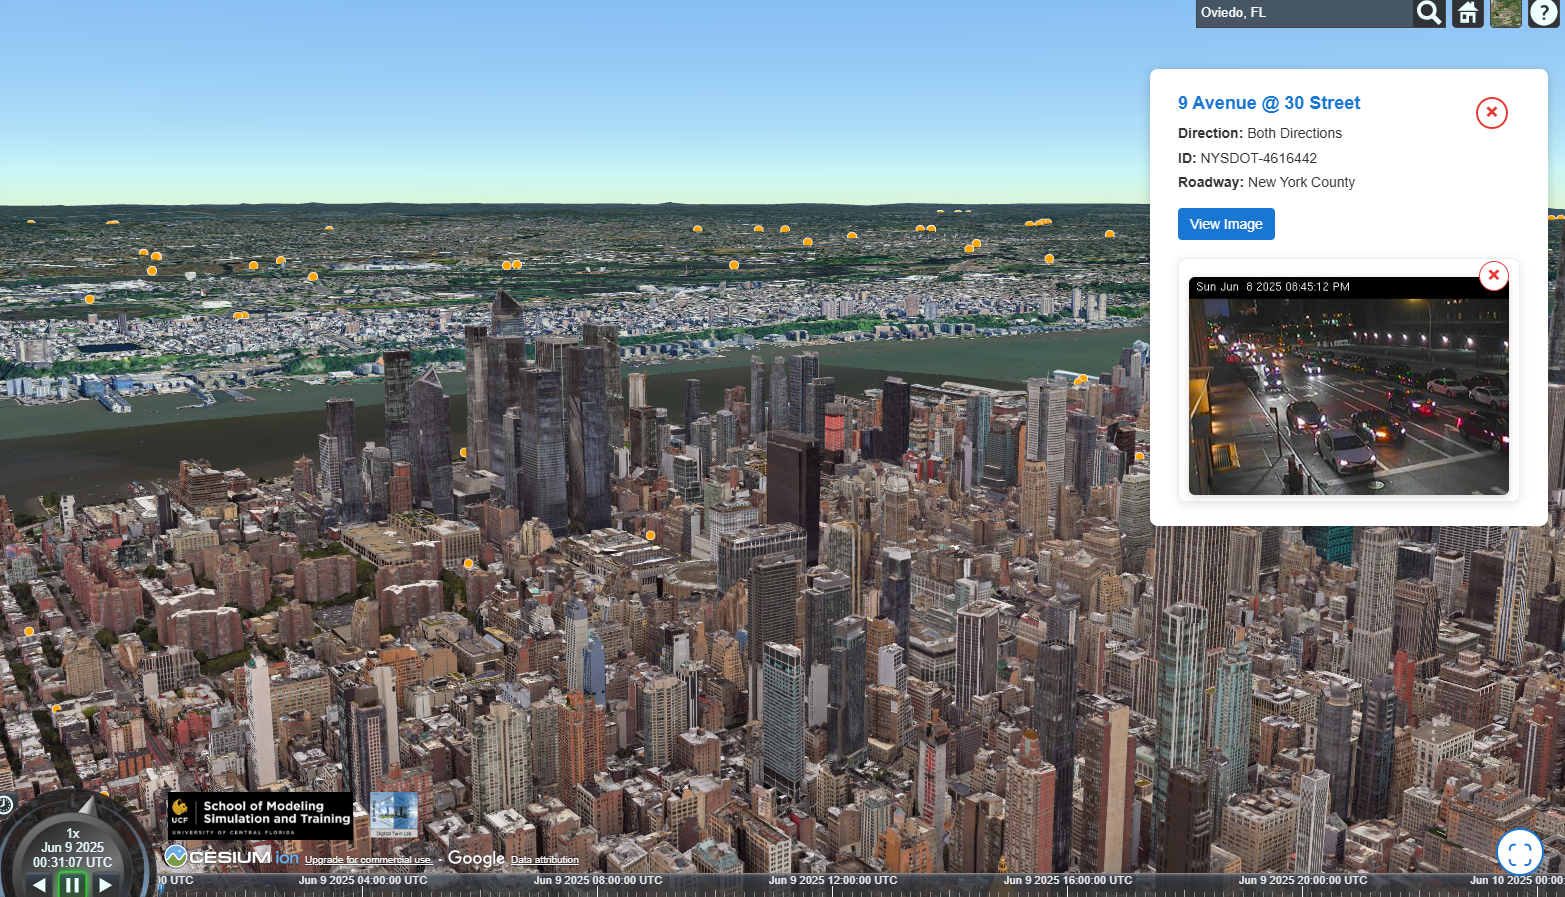 Oviedo, FL
?
9 Avenue @ 30 Street
Direction: Both Directions
ID: NYSDOT-4616442
Roadway: New York County
View Image
Sun Jun 8 2025 08:45:12 PM
1x
Jun 9 2025
00:31:07 UTC
UCF
School of Modeling
Simulation and Training
UNIVERSITY OF CENTRAL FLORIDA
Digital Twin Lab
CESIUM ion
Upgrade for commercial use.
- Google
Data attribution
00 UTC
Jun 9 2025 04:00:00 UTC
Jun 9 2025 08:00:00 UTC
Jun 9 2025 12:00:00 UTC
Jun 9 2025 16:00:00 UTC
Jun 9 2025 20:00:00 UTC
Jun 10 2025 00:00: